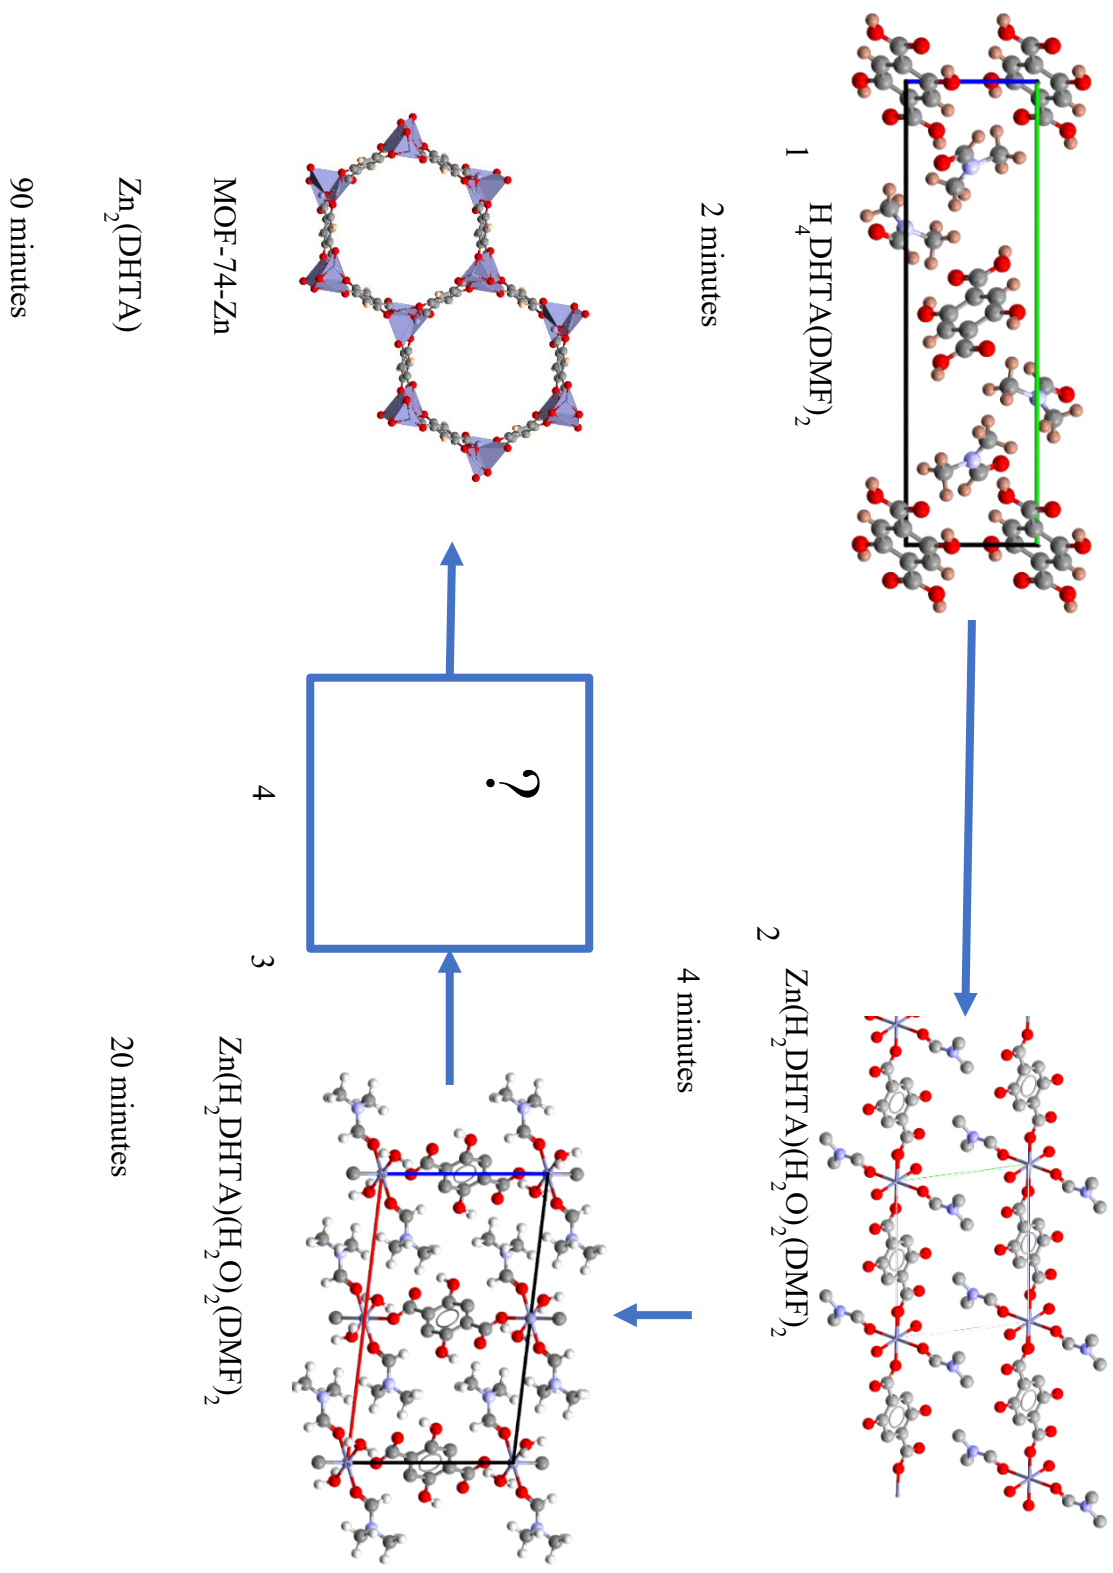 1
H4DHTA(DMF)2
2 minutes
2
Zn(H2DHTA)(H2O)2(DMF)2
4 minutes
3
Zn(H2DHTA)(H2O)2(DMF)2
20 minutes
4
?
MOF-74-Zn
Zn2(DHTA)
90 minutes